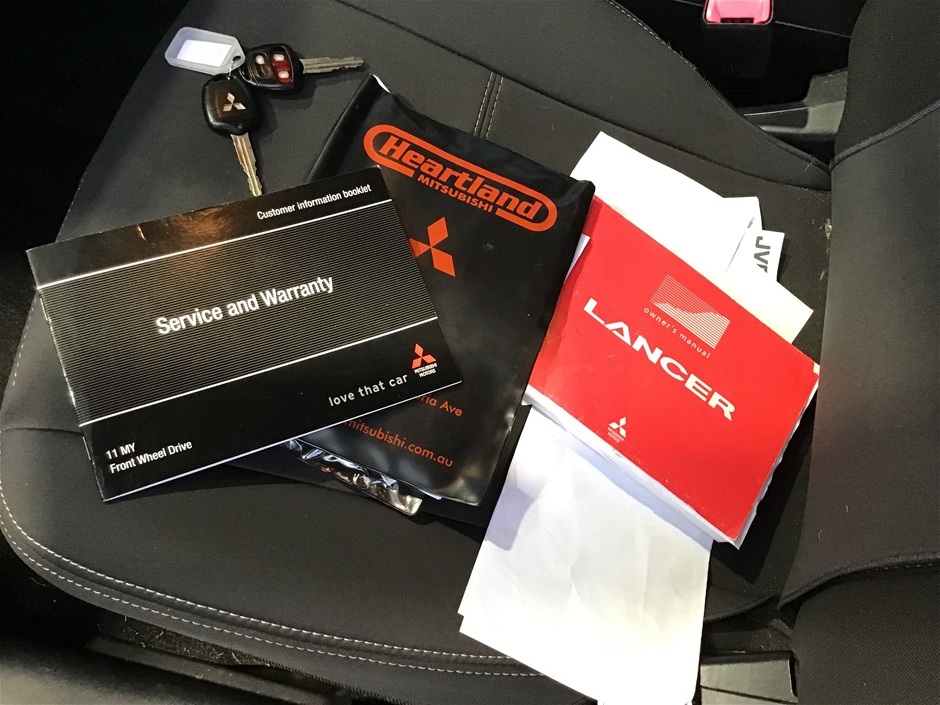 Customer information booklet
Service and Warranty
love that car
MITSUBISHI
MOTORS
11 MY
Front Wheel Drive
Heartland
MITSUBISHI
Ave
mitsubishi.com.au
owner's manual
LANCER